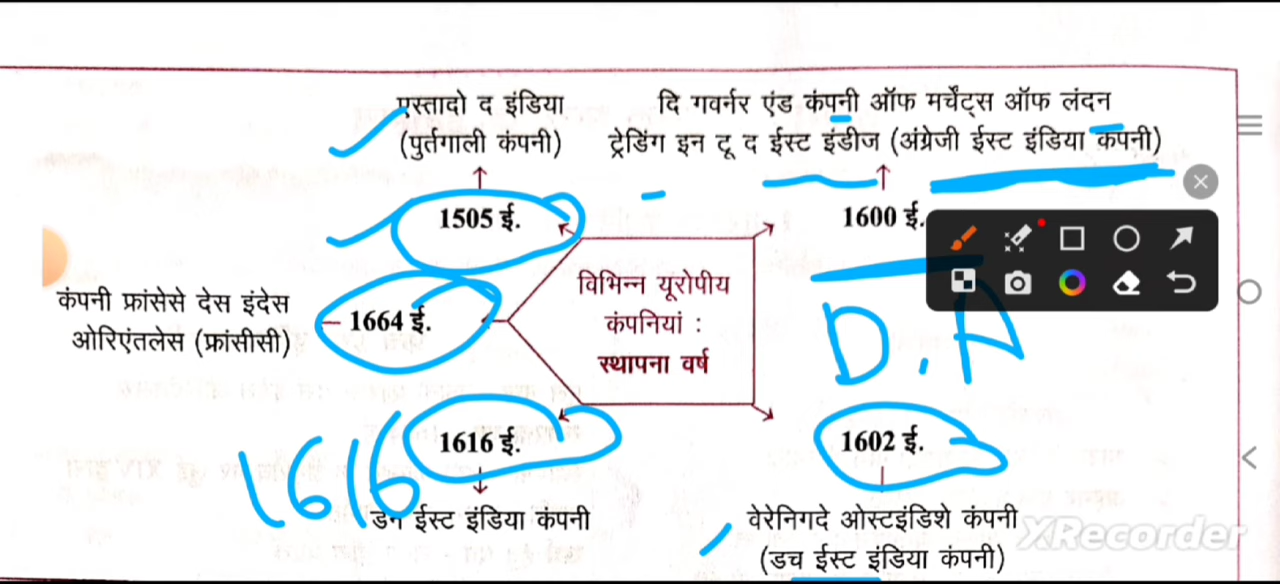 एस्तादो द इंडिया
(पुर्तगाली कंपनी)
दि गवर्नर एंड कंपनी ऑफ मर्चेंट्स ऑफ लंदन
ट्रेडिंग इन टू द ईस्ट इंडीज (अंग्रेजी ईस्ट इंडिया कंपनी)
1505 ई.
1600 ई.
विभिन्न यूरोपीय
कंपनियां :
स्थापना वर्ष
कंपनी फ्रांसेसे देस इंदेस
ओरिएंतलेस (फ्रांसीसी)
1664 ई.
D.A
1616 ई.
1616
1602 ई.
डेन ईस्ट इंडिया कंपनी
वेरेनिगदे ओस्टइंडिशे कंपनी
(डच ईस्ट इंडिया कंपनी)
XRecorder